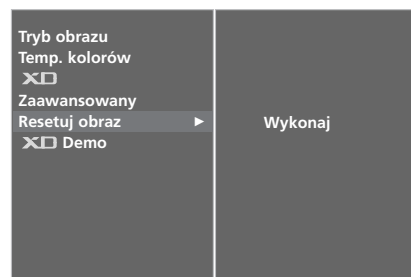 Tryb obrazu
Temp. kolorów
XD
Zaawansowany
Resetuj obraz ►
Wykonaj
XD Demo